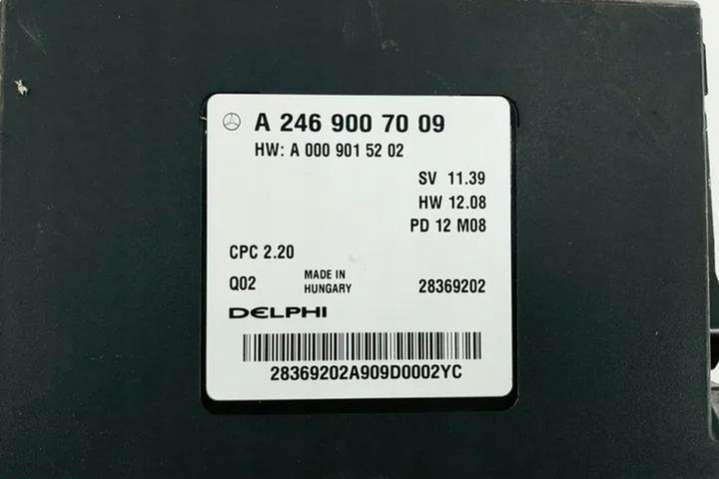 A 246 900 70 09
HW: A 000 901 52 02
SV 11.39
HW 12.08
PD 12 M08
CPC 2.20
Q02 MADE IN HUNGARY 28369202
DELPHI
28369202A909D0002YC